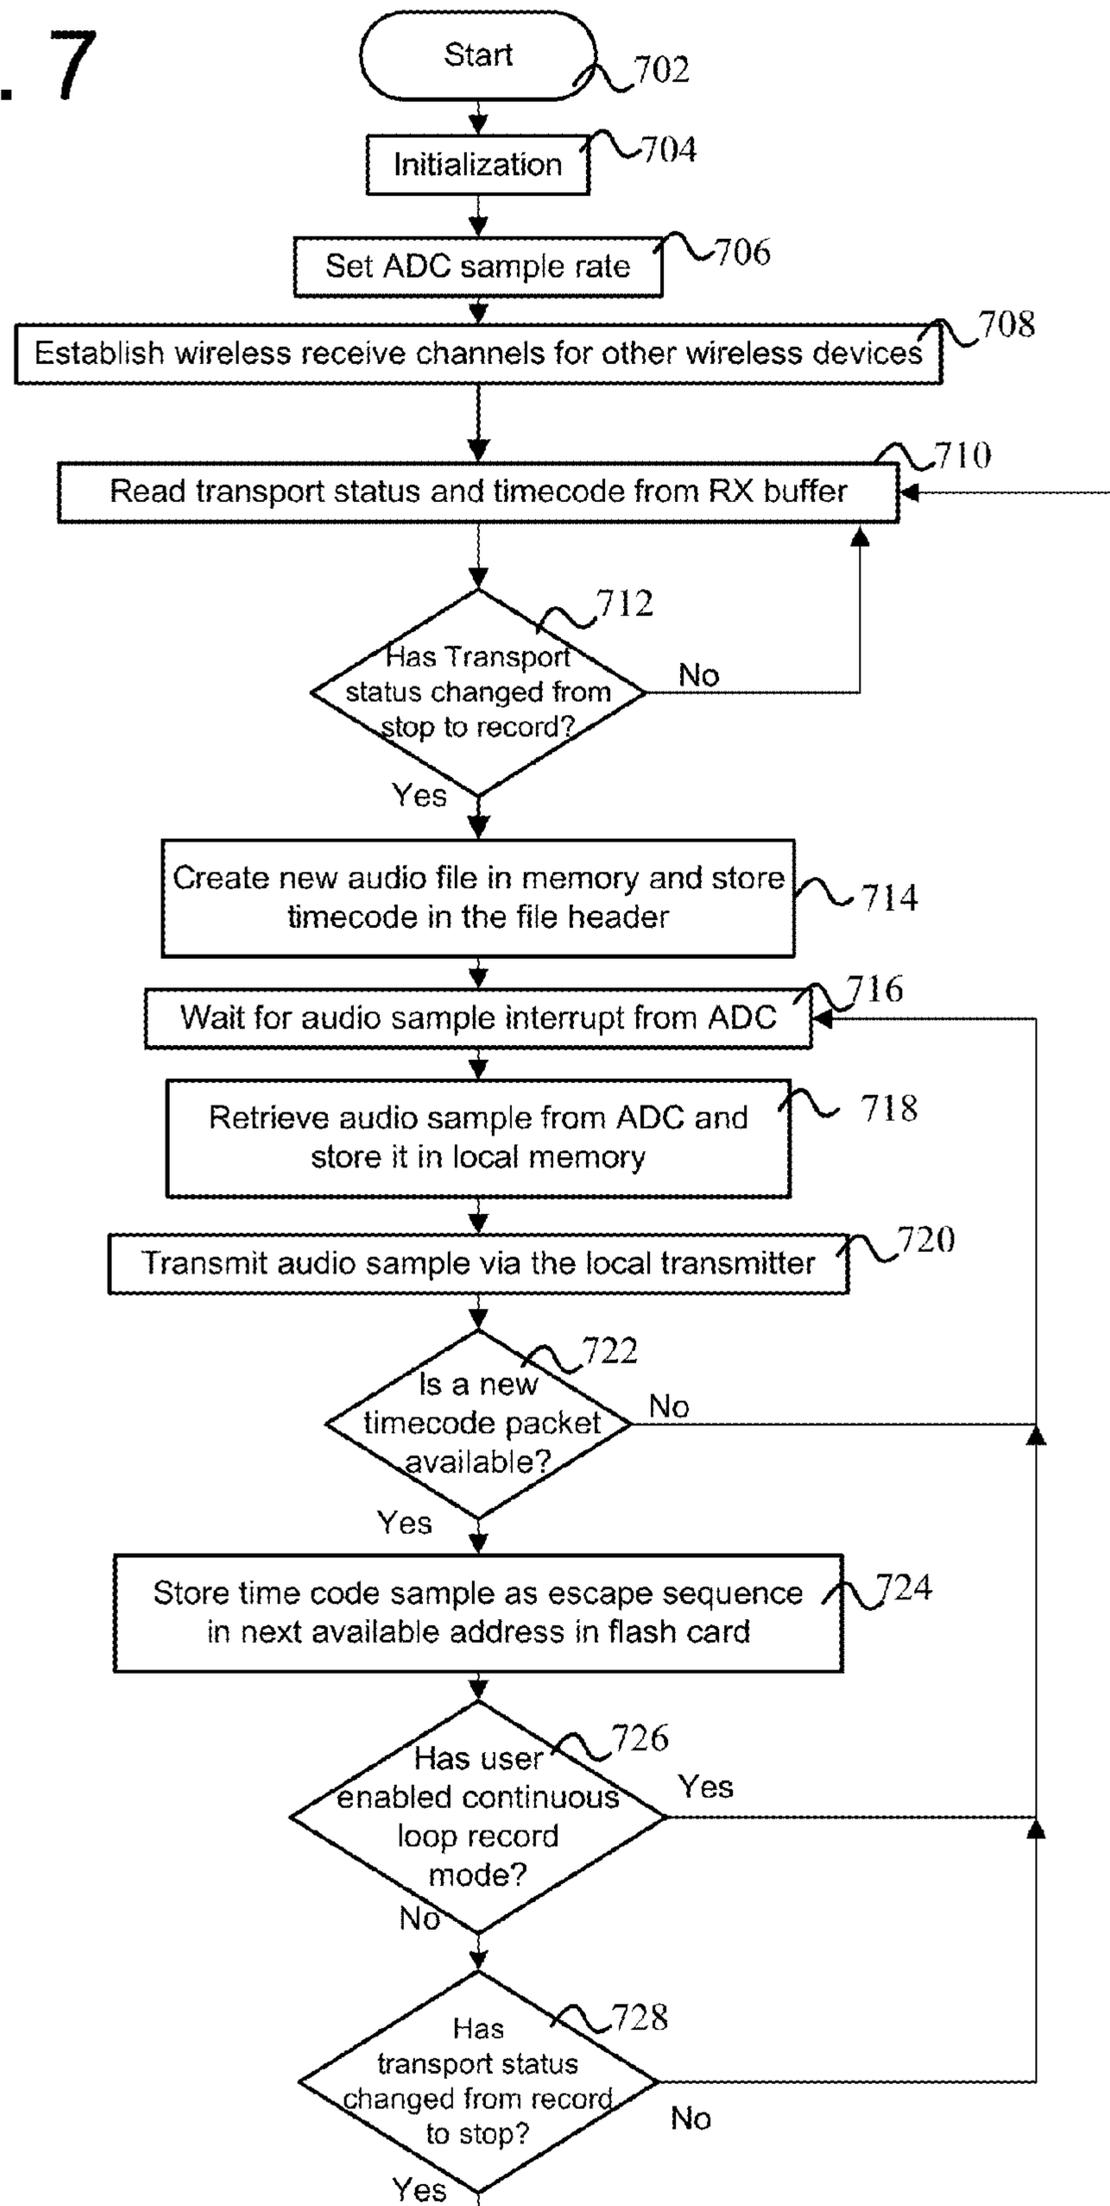 . 7
Start
702
Initialization
704
Set ADC sample rate
706
Establish wireless receive channels for other wireless devices
708
Read transport status and timecode from RX buffer
710
712
Has Transport
status changed from
stop to record?
No
Yes
Create new audio file in memory and store
timecode in the file header
714
Wait for audio sample interrupt from ADC
716
Retrieve audio sample from ADC and
store it in local memory
718
Transmit audio sample via the local transmitter
720
722
Is a new
timecode packet
available?
No
Yes
Store time code sample as escape sequence
in next available address in flash card
724
726
Has user
enabled continuous
loop record
mode?
Yes
No
728
Has
transport status
changed from record
to stop?
No
Yes